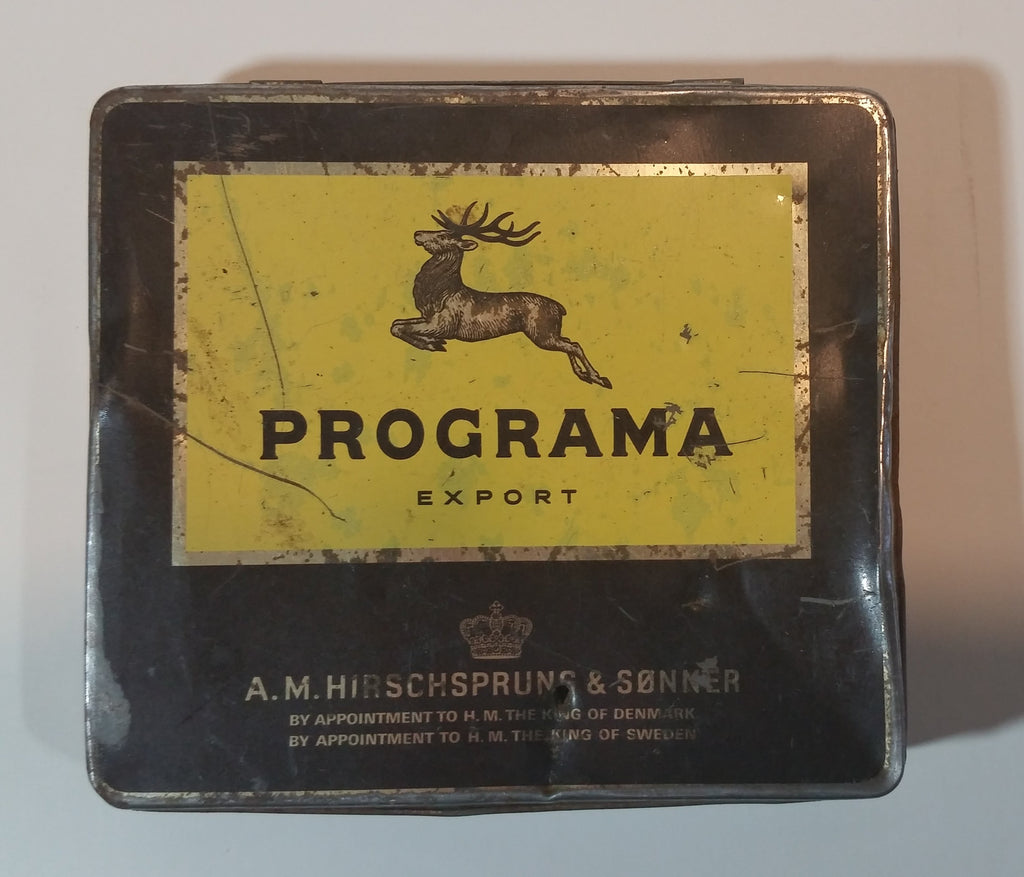 PROGRAMA
EXPORT
A.M. HIRSCHSPRUNG & SØNNER
BY APPOINTMENT TO H. M. THE KING OF DENMARK
BY APPOINTMENT TO H. M. THE KING OF SWEDEN